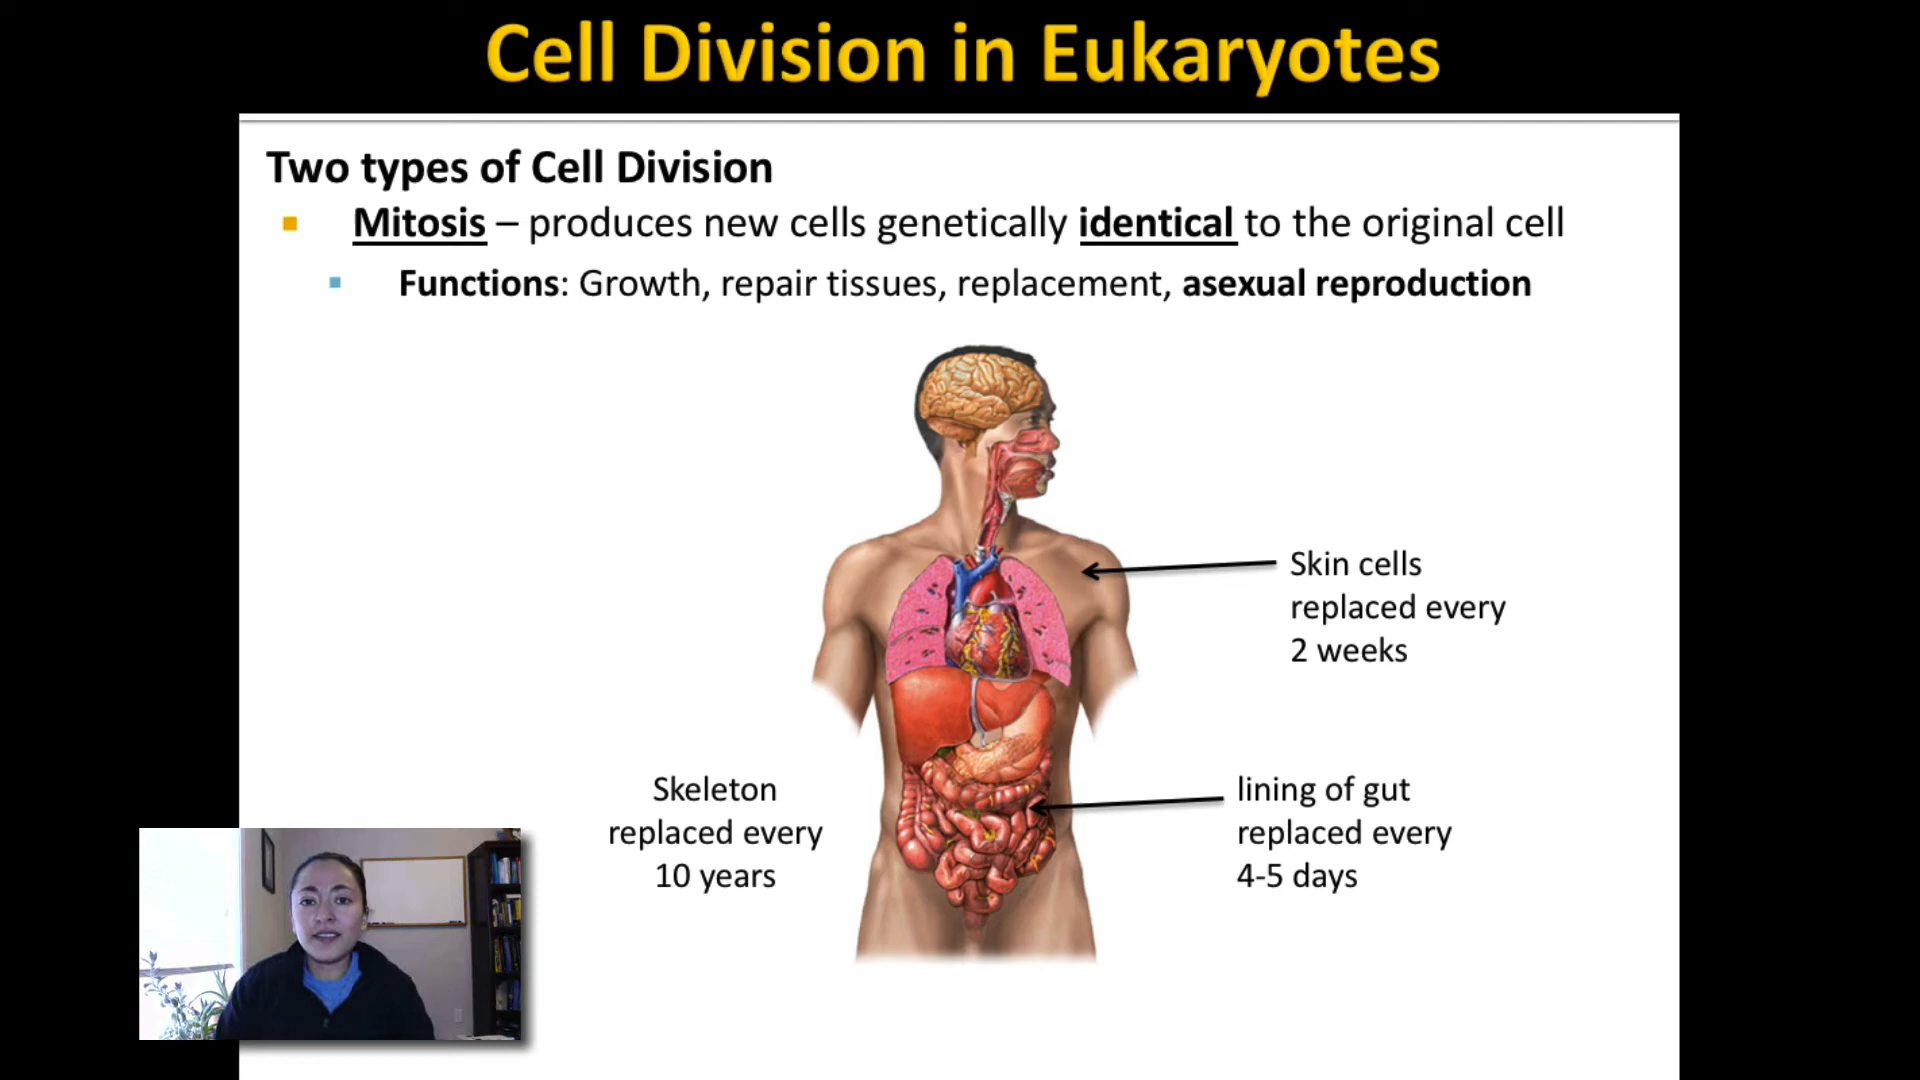 Cell Division in Eukaryotes
Two types of Cell Division
Mitosis – produces new cells genetically identical to the original cell
Functions: Growth, repair tissues, replacement, asexual reproduction
Skin cells
replaced every
2 weeks
Skeleton
replaced every
10 years
lining of gut
replaced every
4-5 days